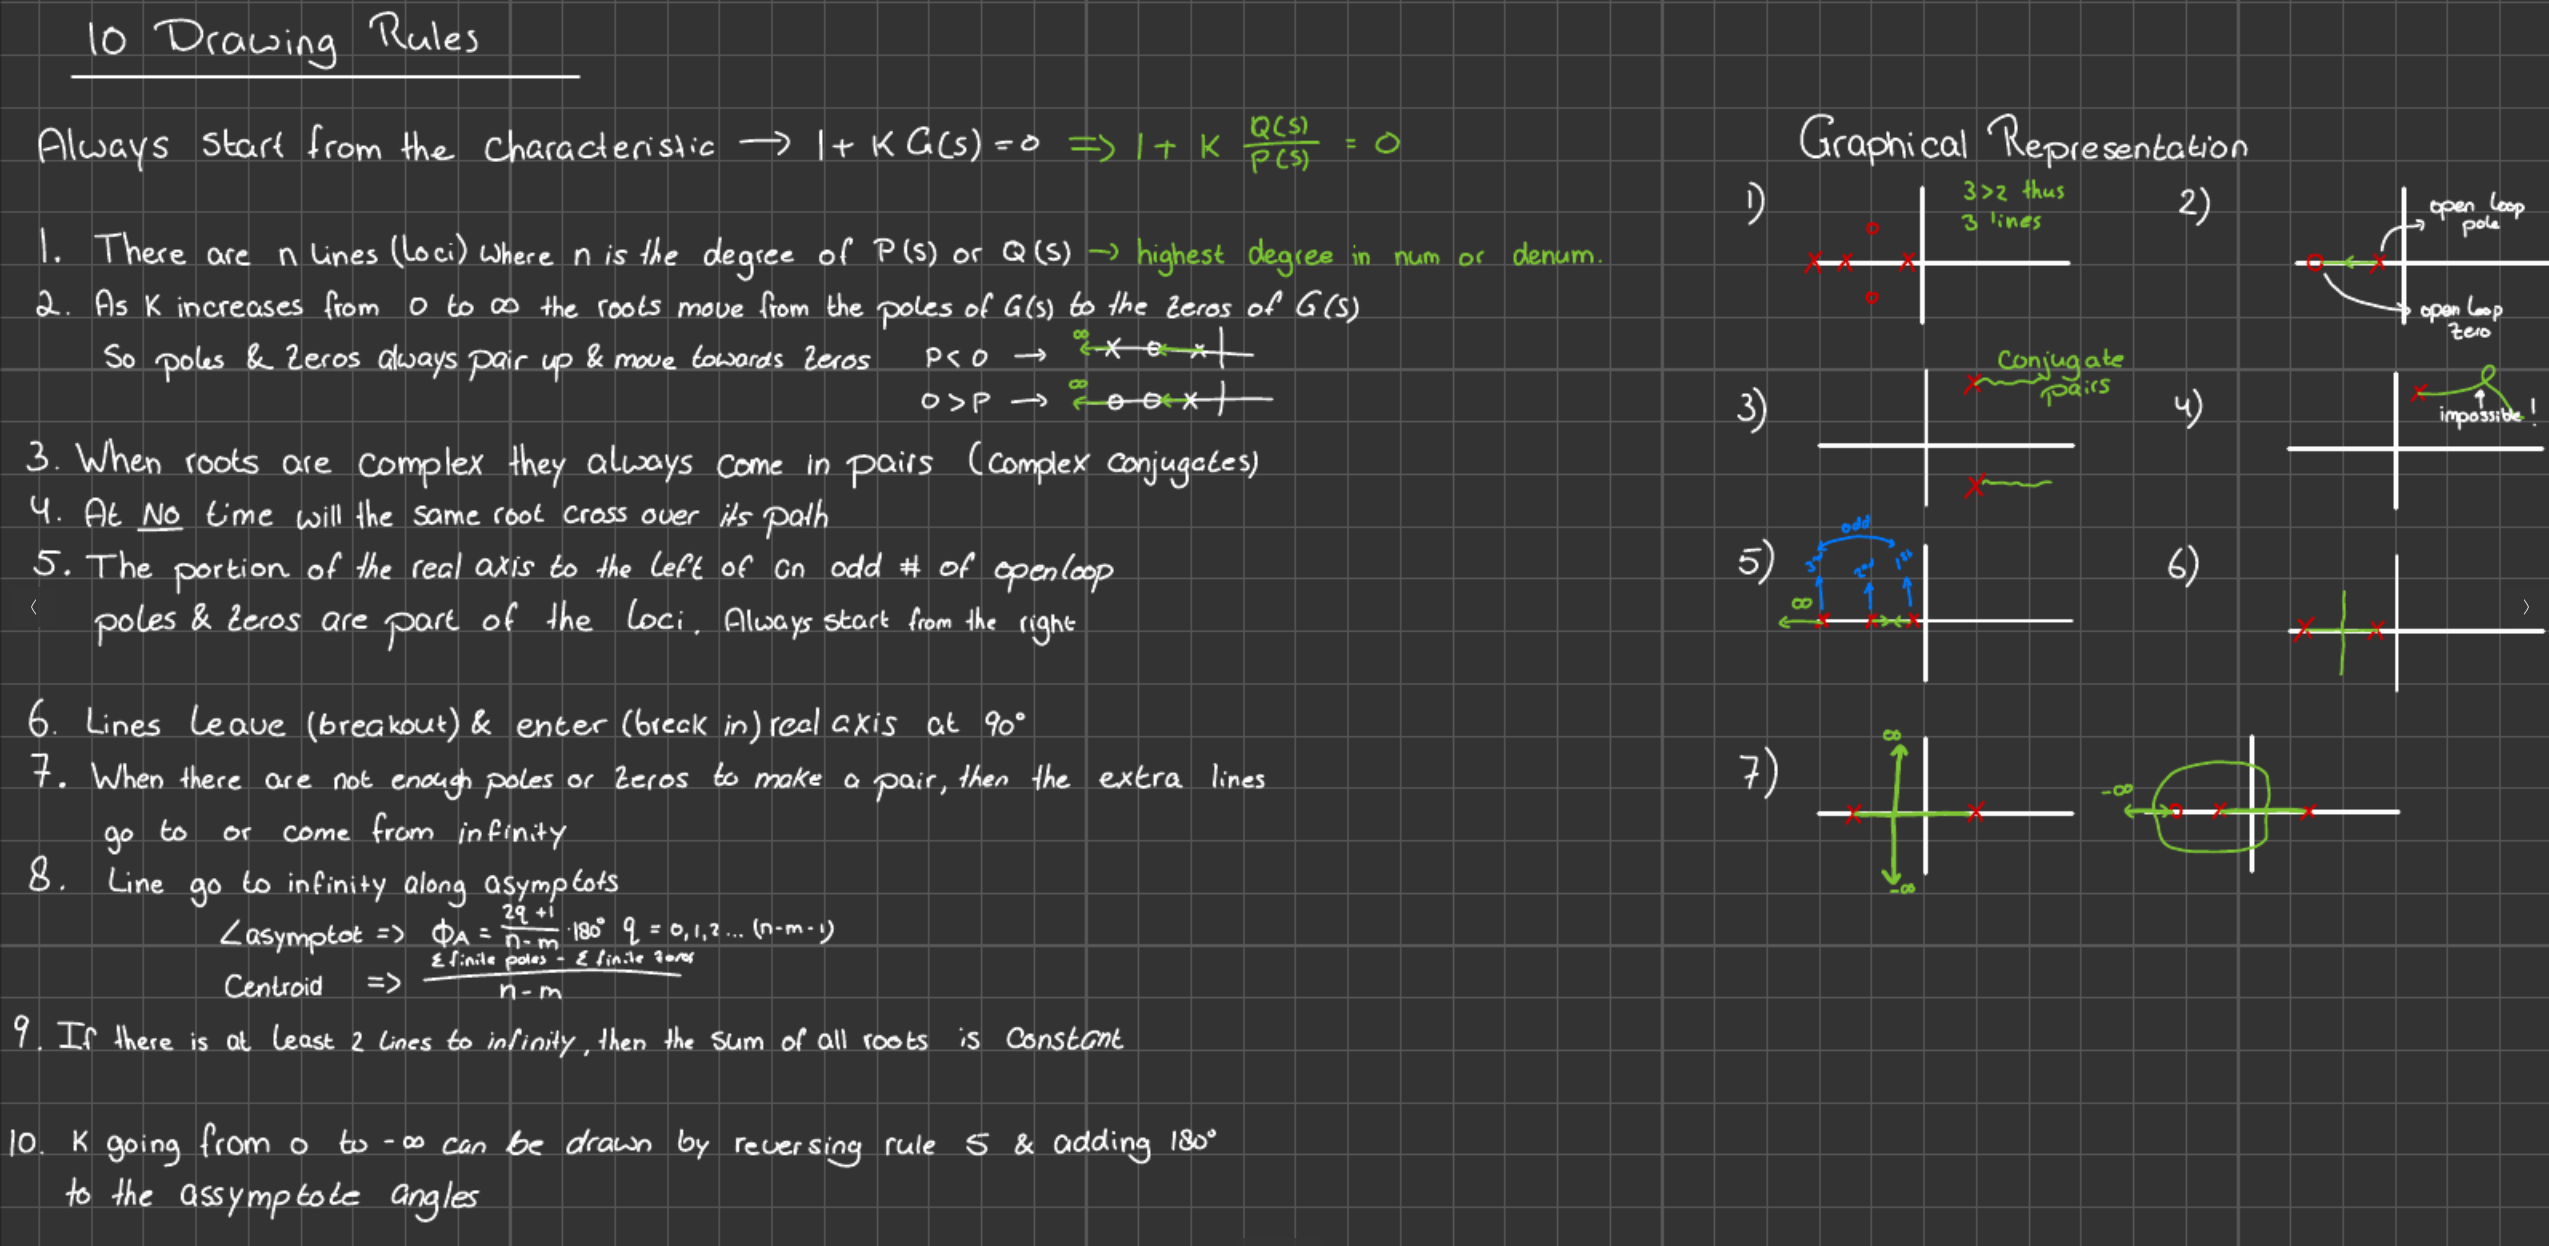 10 Drawing Rules
Always start from the characteristic → 1 + K G(s) = 0 ⇒ 1 + K Q(s)/P(s) = 0
1. There are n lines (loci) where n is the degree of P(s) or Q(s) → highest degree in num or denum.
2. As K increases from 0 to ∞ the roots move from the poles of G(s) to the zeros of G(s)
So poles & zeros always pair up & move towards zeros P < 0 → ∞
0 > P → ∞
3. When roots are complex they always come in pairs (complex conjugates)
4. At NO time will the same root cross over its path
5. The portion of the real axis to the left of an odd # of openloop
poles & zeros are part of the loci. Always start from the right
6. Lines leave (breakout) & enter (break in) real axis at 90°
7. When there are not enough poles or zeros to make a pair, then the extra lines
go to or come from infinity
8. Line go to infinity along asymptots
∠asymptot => ϕA = (2q+1)/(n-m) · 180° q = 0,1,2... (n-m-1)
Centroid => (Σ finite poles - Σ finite zeros)/(n-m)
9. If there is at least 2 lines to infinity, then the sum of all roots is constant
10. K going from 0 to -∞ can be drawn by reversing rule 5 & adding 180°
to the assymptote angles
Graphical Representation
1)
3>2 thus
3 lines
2)
open loop
pole
open loop
zero
3)
Conjugate
pairs
4)
impossible!
5)
odd
3rd 2nd 1st
∞
6)
7)
∞
-∞
-∞